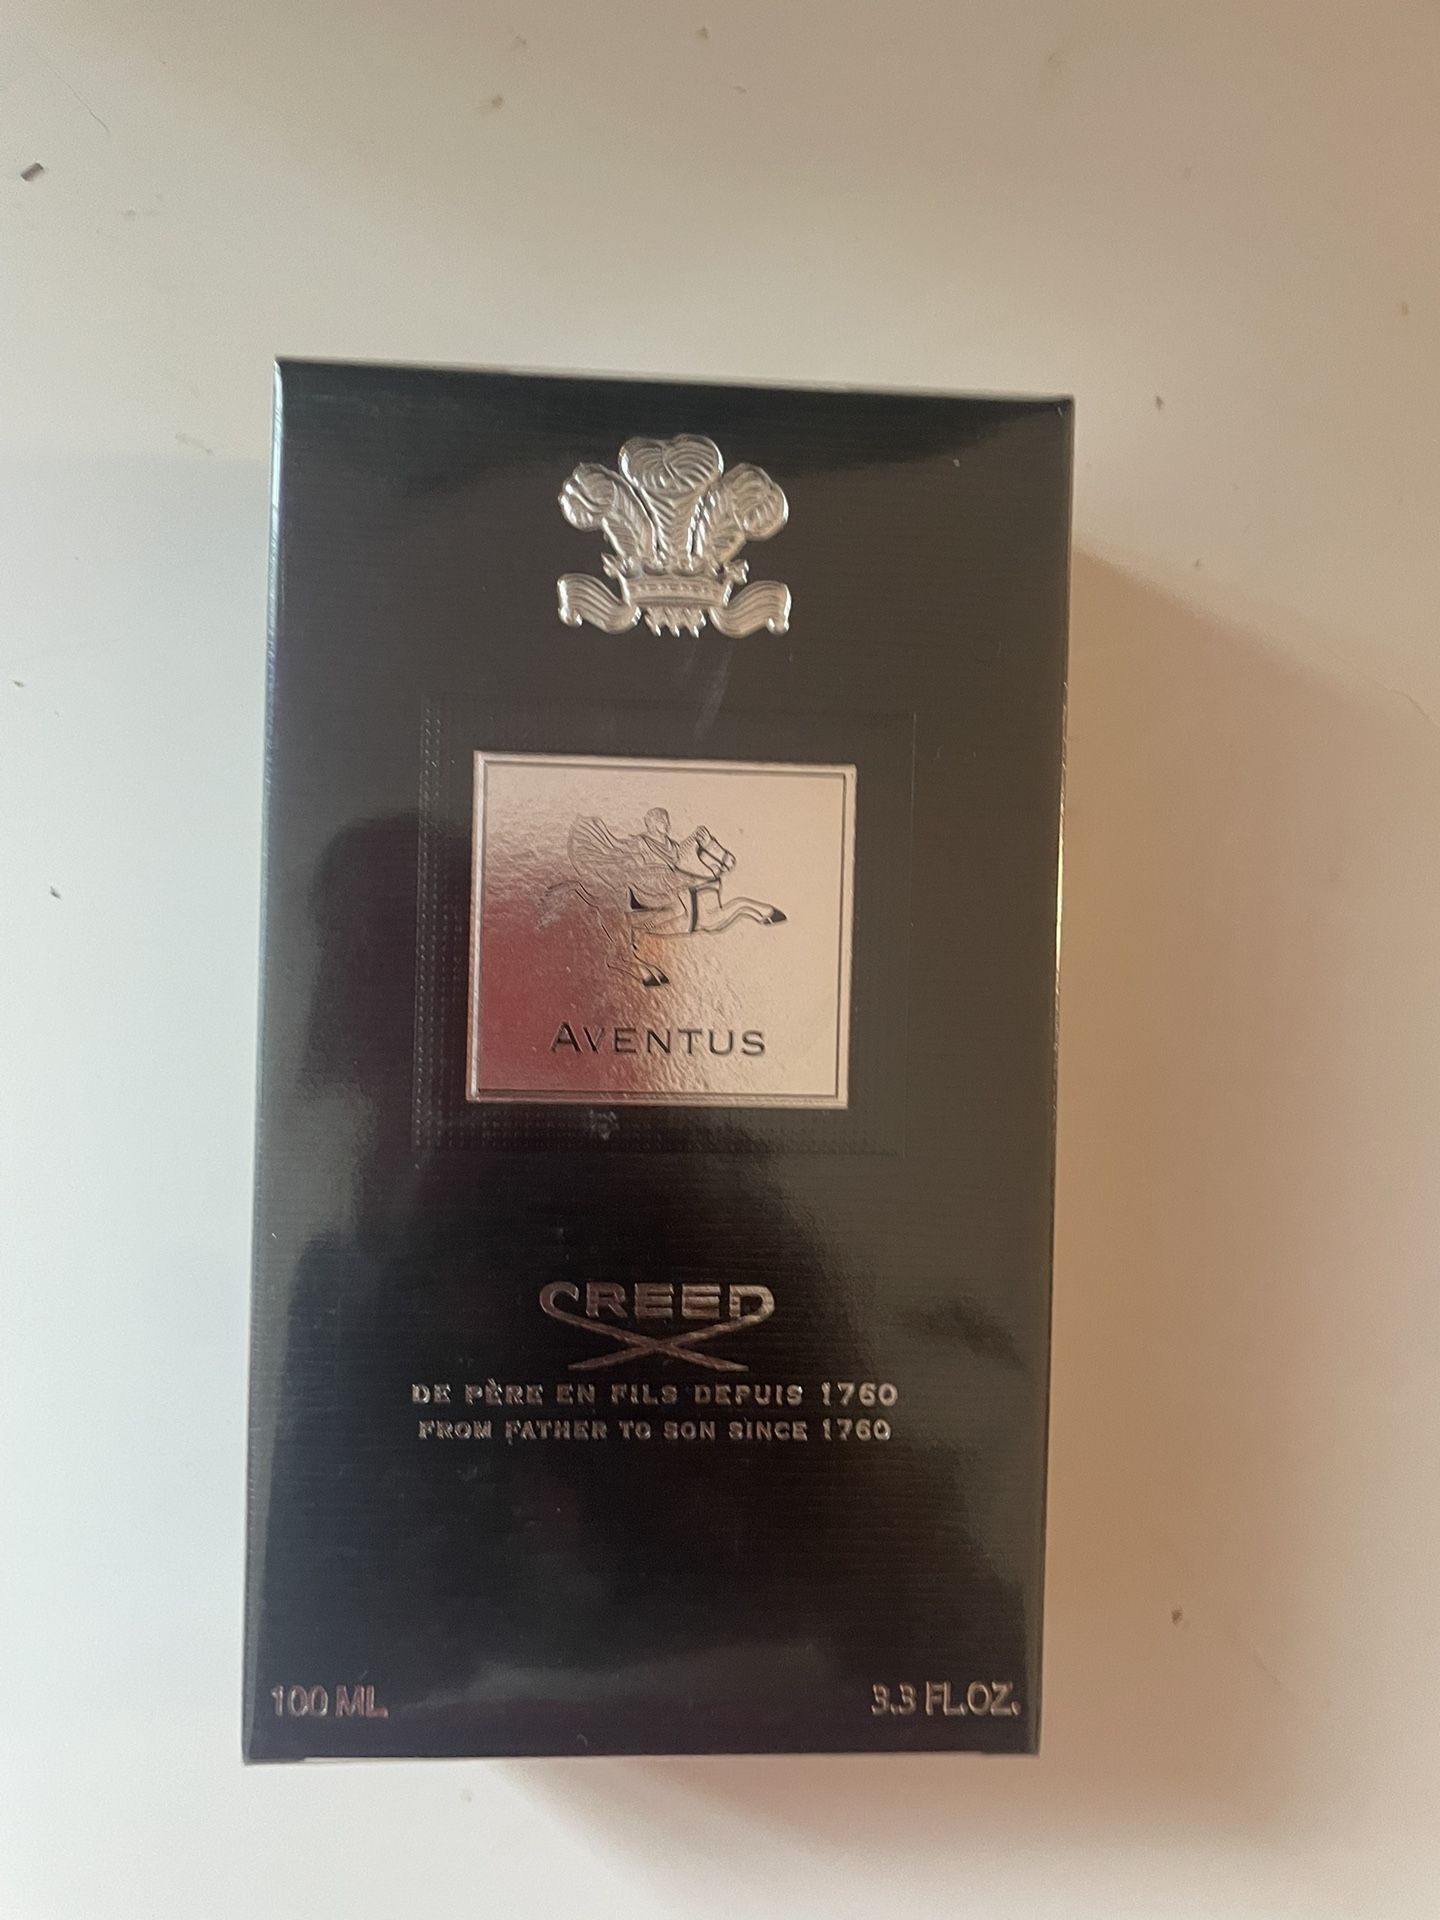 AVENTUS
CREED
DE PÈRE EN FILS DEPUIS 1760
FROM FATHER TO SON SINCE 1760
100 ML
3.3 FL.OZ.